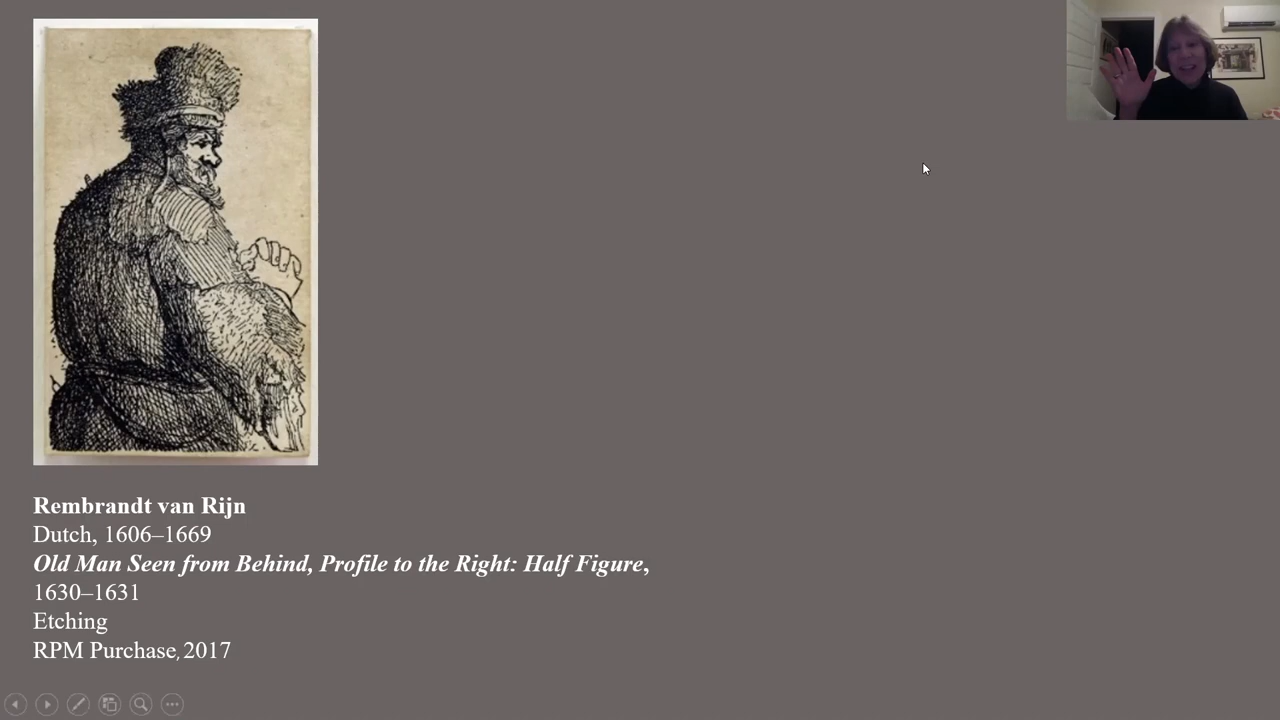 Rembrandt van Rijn
Dutch, 1606–1669
Old Man Seen from Behind, Profile to the Right: Half Figure,
1630–1631
Etching
RPM Purchase, 2017